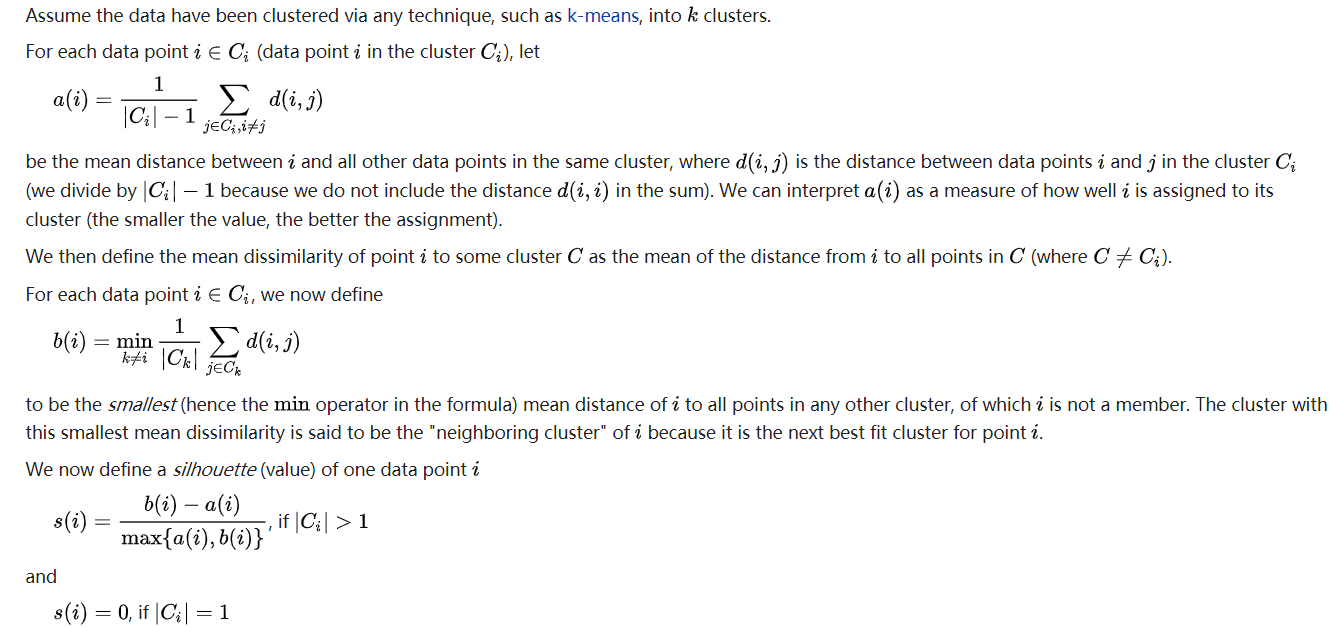 Assume the data have been clustered via any technique, such as k-means, into k clusters.
For each data point i ∈ C_i (data point i in the cluster C_i), let
a(i) = \frac{1}{|C_i| − 1} \sum_{j∈C_i, i≠j} d(i, j)
be the mean distance between i and all other data points in the same cluster, where d(i, j) is the distance between data points i and j in the cluster C_i
(we divide by |C_i| − 1 because we do not include the distance d(i, i) in the sum). We can interpret a(i) as a measure of how well i is assigned to its
cluster (the smaller the value, the better the assignment).
We then define the mean dissimilarity of point i to some cluster C as the mean of the distance from i to all points in C (where C ≠ C_i).
For each data point i ∈ C_i, we now define
b(i) = \min_{k≠i} \frac{1}{|C_k|} \sum_{j∈C_k} d(i, j)
to be the smallest (hence the min operator in the formula) mean distance of i to all points in any other cluster, of which i is not a member. The cluster with
this smallest mean dissimilarity is said to be the "neighboring cluster" of i because it is the next best fit cluster for point i.
We now define a silhouette (value) of one data point i
s(i) = \frac{b(i) − a(i)}{\max\{a(i), b(i)\}}, if |C_i| > 1
and
s(i) = 0, if |C_i| = 1